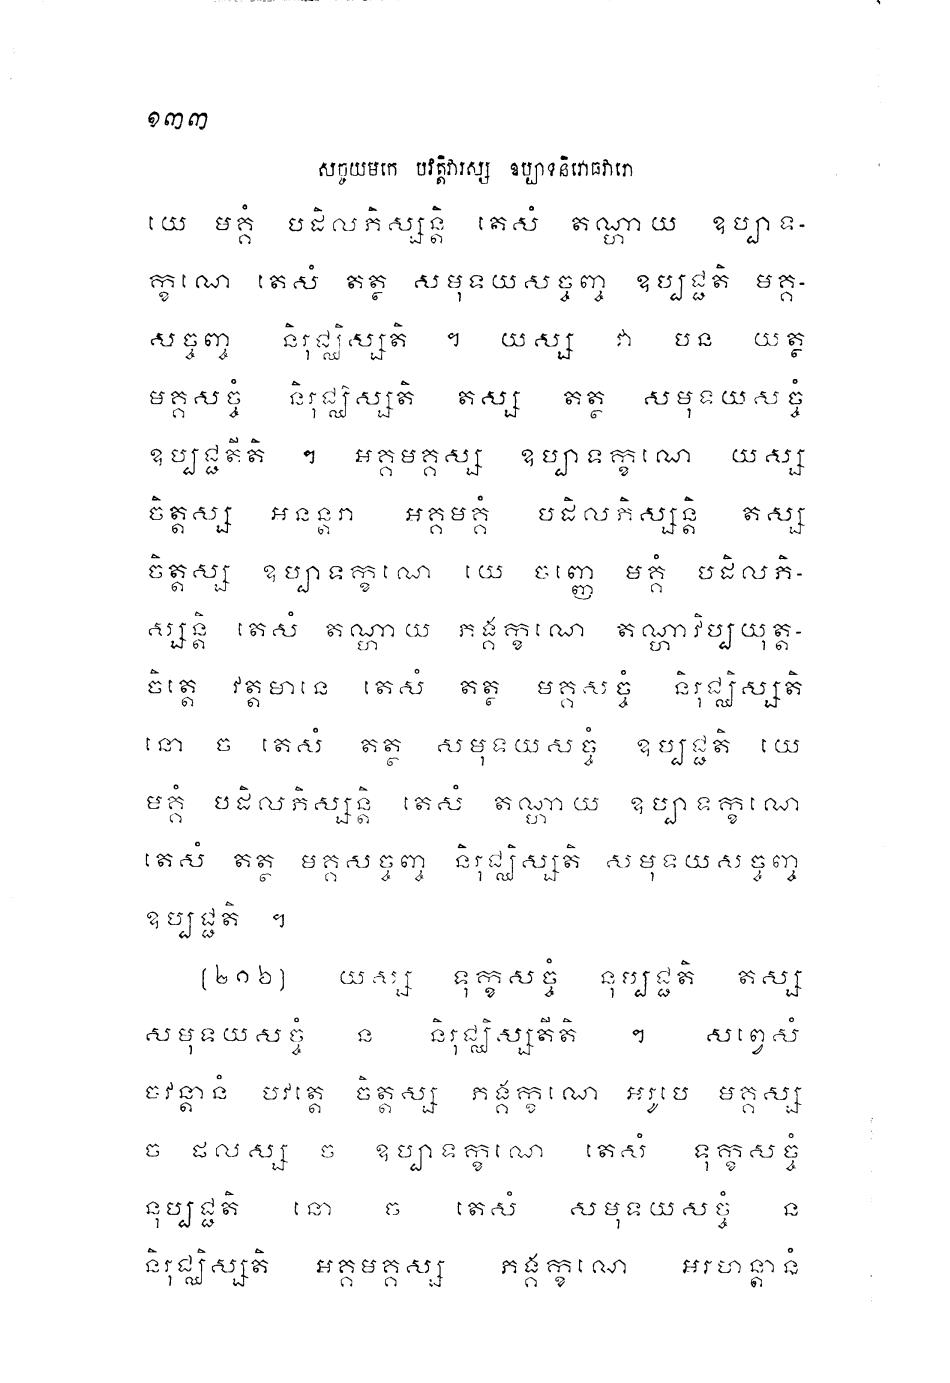 ១៣៣
សច្ចយមកេ បវត្តិវារស្ស ឧប្បាទនិរោធវារោ
យេ មគ្គំ បដិលភិស្សន្តិ តេសំ តណ្ហាយ ឧប្បាទ-
ក្ខណេ តេសំ តត្ថ សមុទយសច្ចញ្ច ឧប្បជ្ជតិ មគ្គ-
សច្ចញ្ច និរុជ្ឈិស្សតិ ។ យស្ស វា បន យត្ថ
មគ្គសច្ចំ និរុជ្ឈិស្សតិ តស្ស តត្ថ សមុទយសច្ចំ
ឧប្បជ្ជតីតិ ។ អគ្គមគ្គស្ស ឧប្បាទក្ខណេ យស្ស
ចិត្តស្ស អនន្តរា អគ្គមគ្គំ បដិលភិស្សន្តិ តស្ស
ចិត្តស្ស ឧប្បាទក្ខណេ យេ ចញ្ញេ មគ្គំ បដិលភិ-
ស្សន្តិ តេសំ តណ្ហាយ ភង្គក្ខណេ តណ្ហាវិប្បយុត្ត-
ចិត្តេ វត្តមានេ តេសំ តត្ថ មគ្គសច្ចំ និរុជ្ឈិស្សតិ
នោ ច តេសំ តត្ថ សមុទយសច្ចំ ឧប្បជ្ជតិ យេ
មគ្គំ បដិលភិស្សន្តិ តេសំ តណ្ហាយ ឧប្បាទក្ខណេ
តេសំ តត្ថ មគ្គសច្ចញ្ច និរុជ្ឈិស្សតិ សមុទយសច្ចញ្ច
ឧប្បជ្ជតិ ។
(២១៦) យស្ស ទុក្ខសច្ចំ នុប្បជ្ជតិ តស្ស
សមុទយសច្ចំ ន និរុជ្ឈិស្សតីតិ ។ សព្វេសំ
ចវន្តានំ បវត្តេ ចិត្តស្ស ភង្គក្ខណេ អរូបេ មគ្គស្ស
ច ផលស្ស ច ឧប្បាទក្ខណេ តេសំ ទុក្ខសច្ចំ
នុប្បជ្ជតិ នោ ច តេសំ សមុទយសច្ចំ ន
និរុជ្ឈិស្សតិ អគ្គមគ្គស្ស ភង្គក្ខណេ អរហន្តានំ